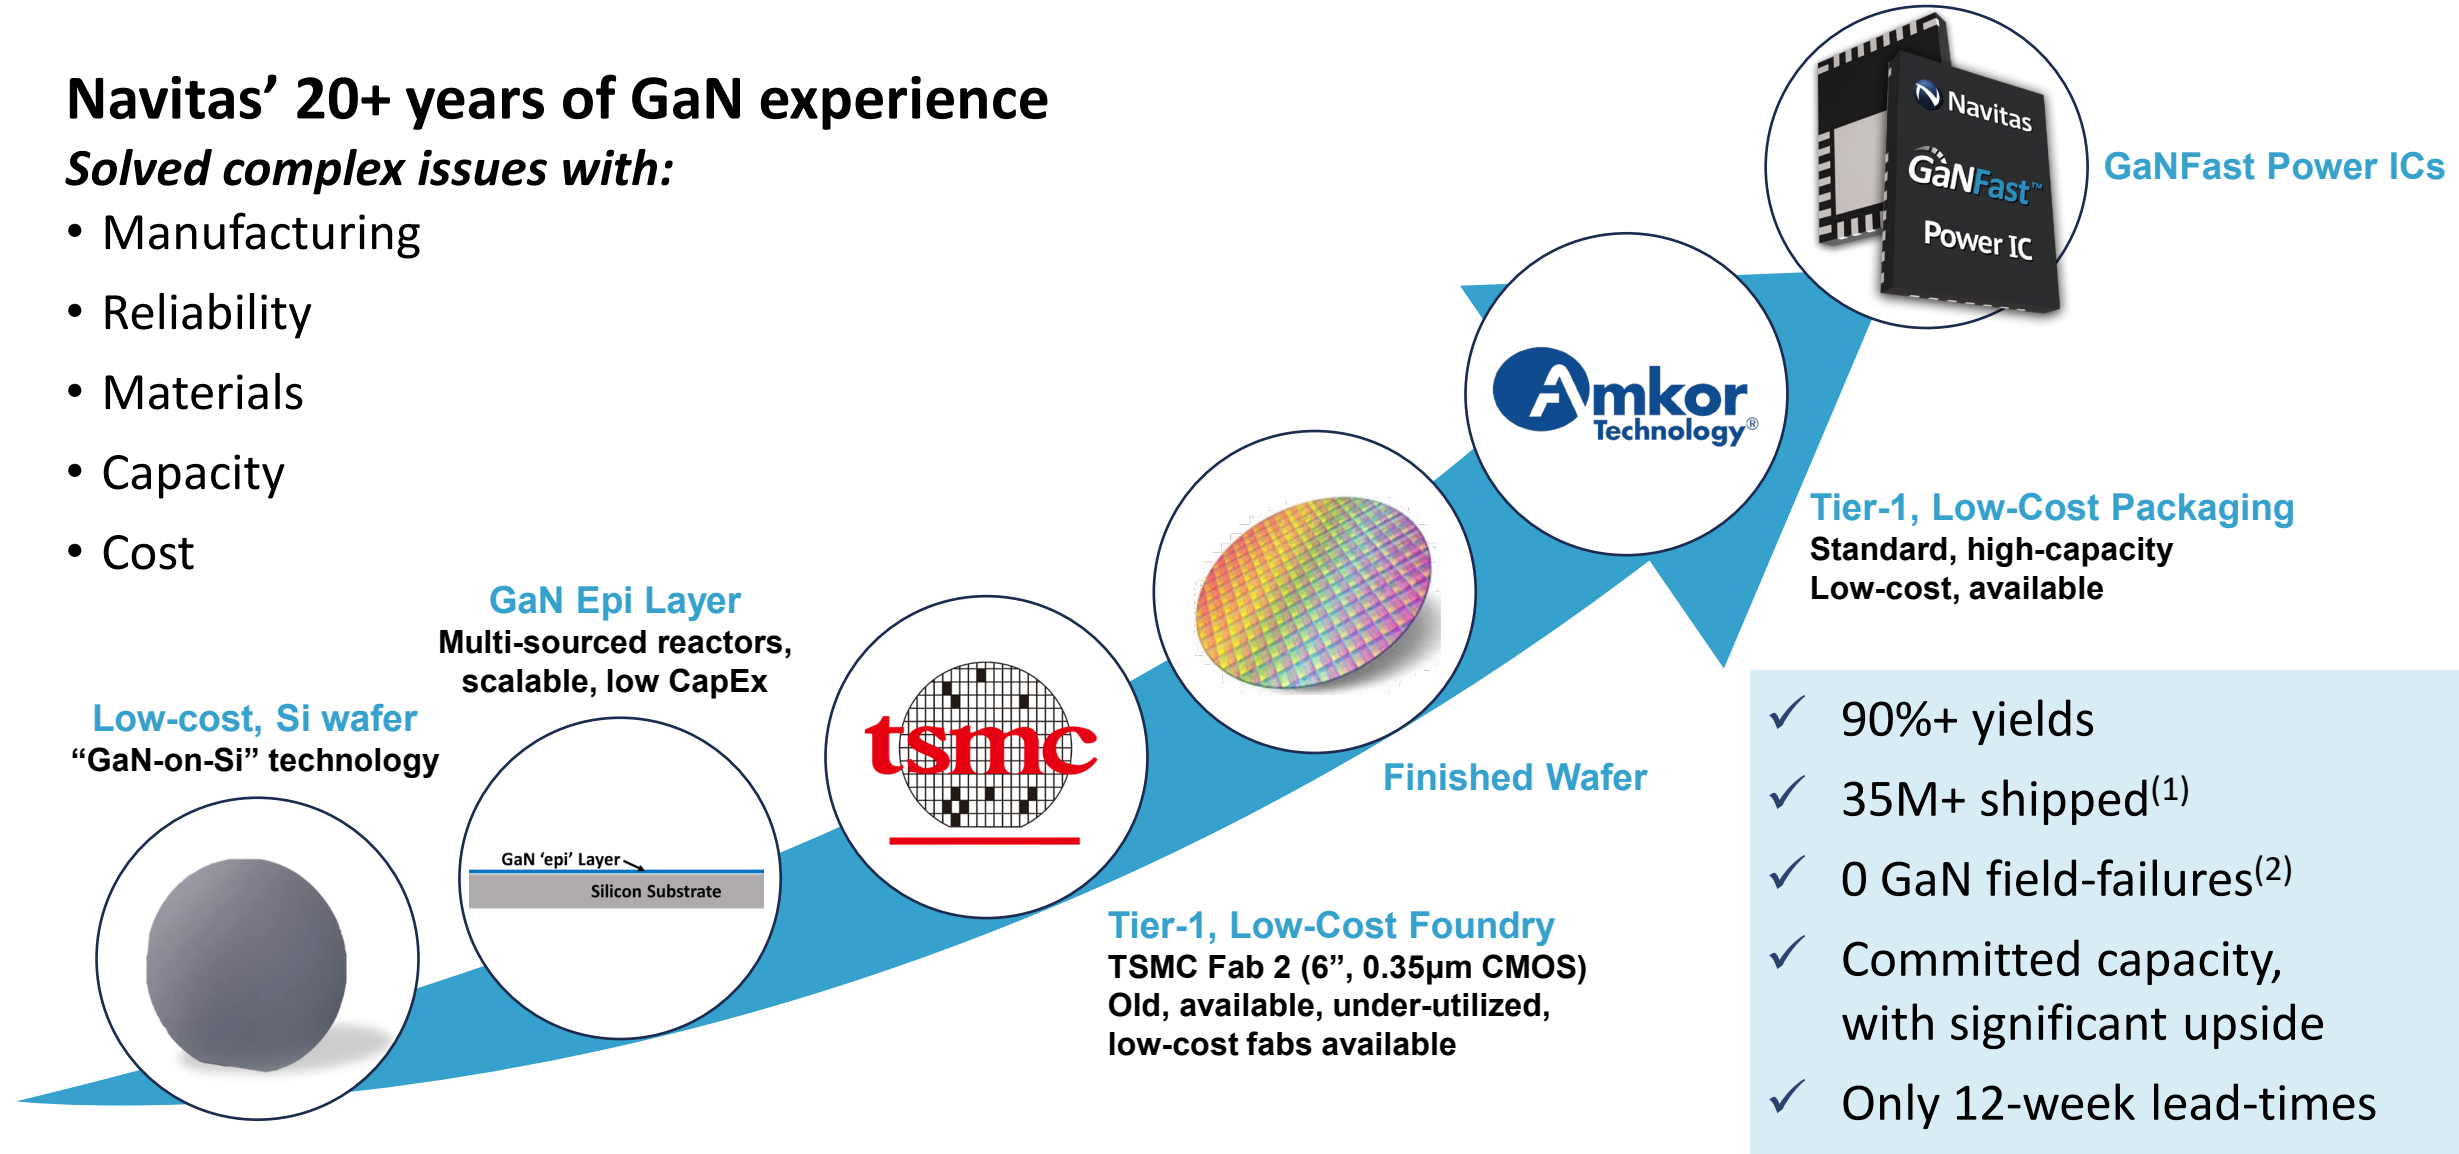 Navitas’ 20+ years of GaN experience
Solved complex issues with:
• Manufacturing
• Reliability
• Materials
• Capacity
• Cost
Low-cost, Si wafer
“GaN-on-Si” technology
GaN Epi Layer
Multi-sourced reactors,
scalable, low CapEx
GaN ‘epi’ Layer
Silicon Substrate
tsmc
Tier-1, Low-Cost Foundry
TSMC Fab 2 (6”, 0.35µm CMOS)
Old, available, under-utilized,
low-cost fabs available
Finished Wafer
Amkor
Technology®
Tier-1, Low-Cost Packaging
Standard, high-capacity
Low-cost, available
Navitas
GaNFast™
Power IC
GaNFast Power ICs
✓ 90%+ yields
✓ 35M+ shipped(1)
✓ 0 GaN field-failures(2)
✓ Committed capacity,
with significant upside
✓ Only 12-week lead-times